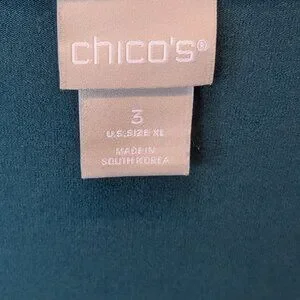 chico's®
3
U.S.SIZE XL
MADE IN
SOUTH KOREA